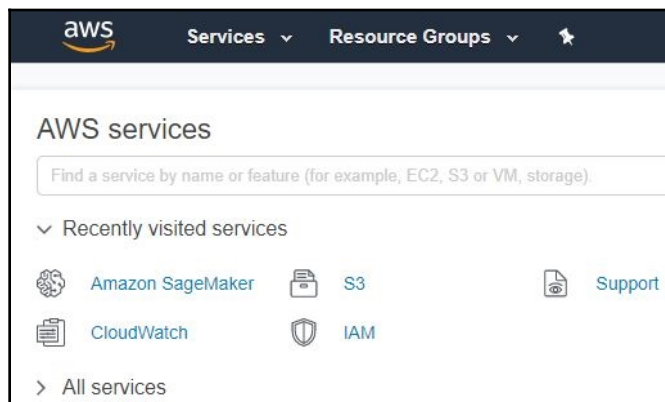 aws Services Resource Groups
AWS services
Find a service by name or feature (for example, EC2, S3 or VM, storage).
Recently visited services
Amazon SageMaker S3 Support
CloudWatch IAM
All services